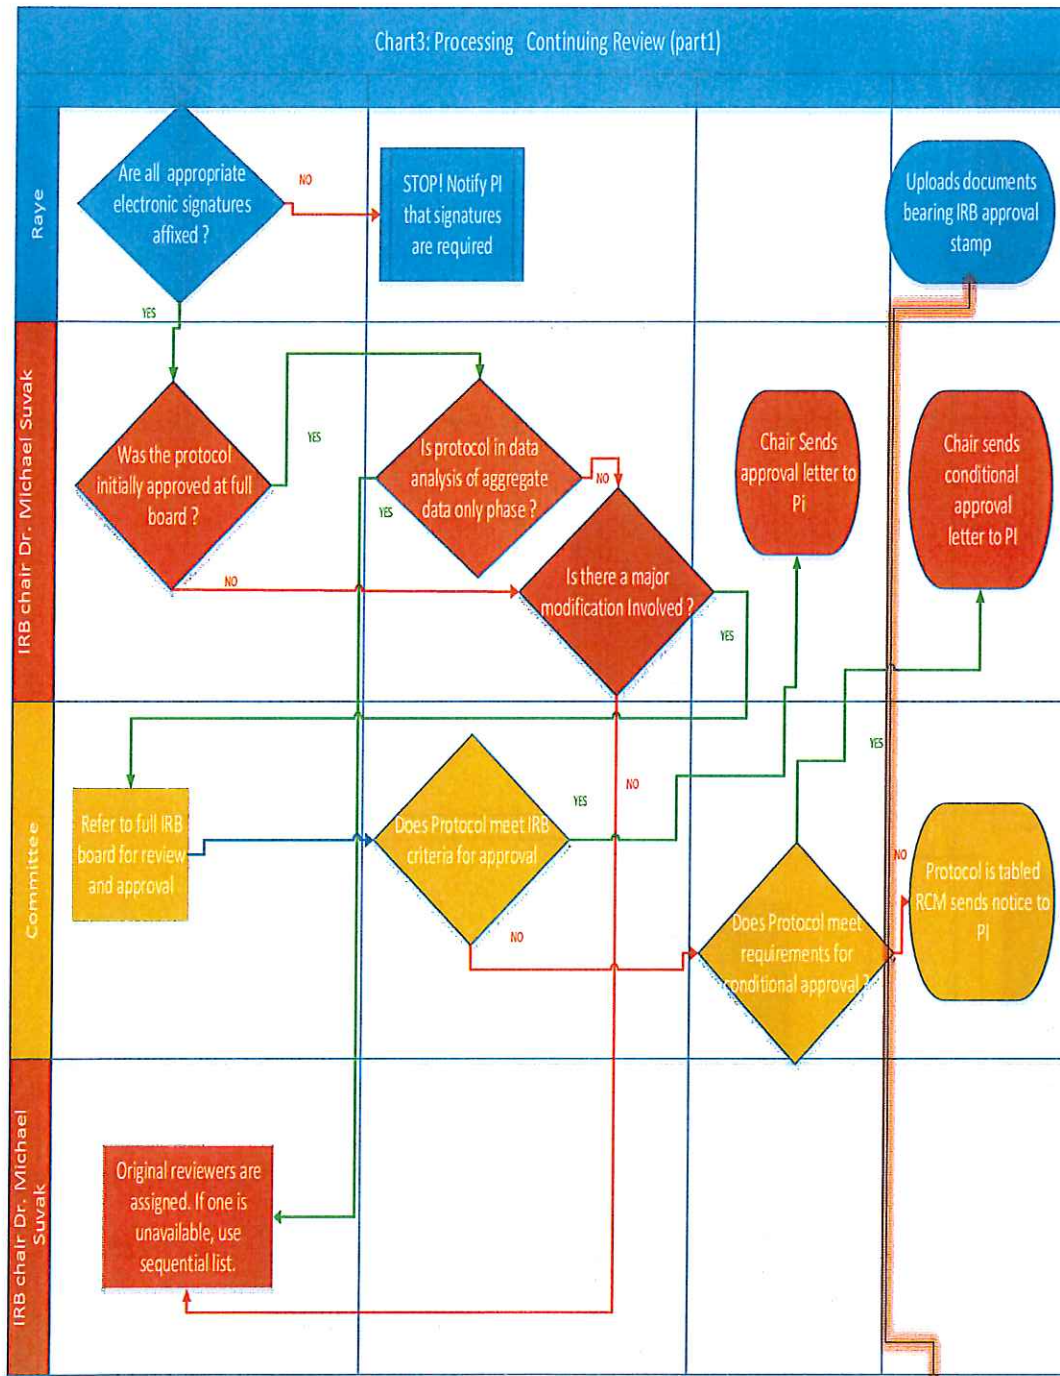 Chart3: Processing Continuing Review (part1)
Raye
Are all appropriate
electronic signatures
affixed ?
NO
STOP! Notify PI
that signatures
are required
Uploads documents
bearing IRB approval
stamp
YES
IRB chair Dr. Michael Suvak
Was the protocol
initially approved at full
board ?
YES
Is protocol in data
analysis of aggregate
data only phase ?
NO
YES
NO
Is there a major
modification Involved ?
YES
Chair Sends
approval letter to
Pi
Chair sends
conditional
approval
letter to PI
Committee
Refer to full IRB
board for review
and approval
Does Protocol meet IRB
criteria for approval
YES
NO
NO
Does Protocol meet
requirements for
conditional approval ?
YES
NO
Protocol is tabled
RCM sends notice to
PI
IRB chair Dr. Michael
Suvak
Original reviewers are
assigned. If one is
unavailable, use
sequential list.